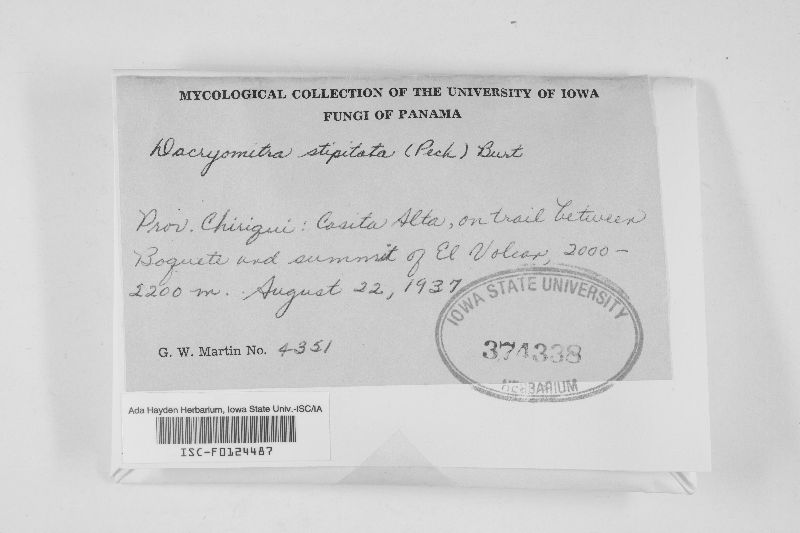 MYCOLOGICAL COLLECTION OF THE UNIVERSITY OF IOWA
FUNGI OF PANAMA
Dacryomitra stipitata (Peck) Burt
Prov. Chiriqui: Casita Alta, on trail between
Boquete and summit of El Volcan, 2000-
2200 m. August 22, 1937
G. W. Martin No. 4351
IOWA STATE UNIVERSITY
374338
HERBARIUM
Ada Hayden Herbarium, Iowa State Univ.-ISC/IA
ISC-F0124487